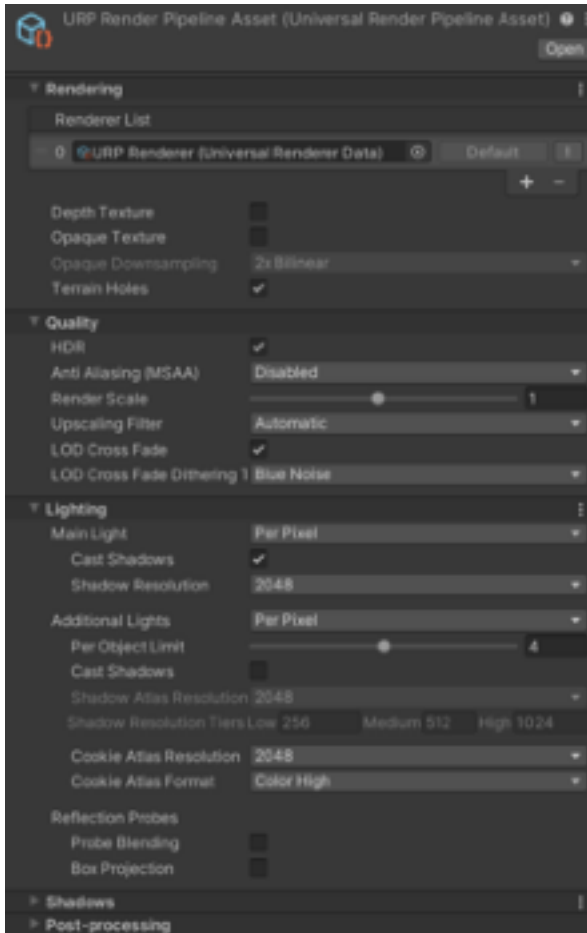 URP Render Pipeline Asset (Universal Render Pipeline Asset)
Open
Rendering
Renderer List
0 URP Renderer (Universal Renderer Data) Default
Depth Texture
Opaque Texture
Opaque Downsampling 2x Bilinear
Terrain Holes
Quality
HDR
Anti Aliasing (MSAA) Disabled
Render Scale 1
Upscaling Filter Automatic
LOD Cross Fade
LOD Cross Fade Dithering T Blue Noise
Lighting
Main Light Per Pixel
Cast Shadows
Shadow Resolution 2048
Additional Lights Per Pixel
Per Object Limit 4
Cast Shadows
Shadow Atlas Resolution 2048
Shadow Resolution Tiers Low 256 Medium 512 High 1024
Cookie Atlas Resolution 2048
Cookie Atlas Format Color High
Reflection Probes
Probe Blending
Box Projection
Shadows
Post-processing